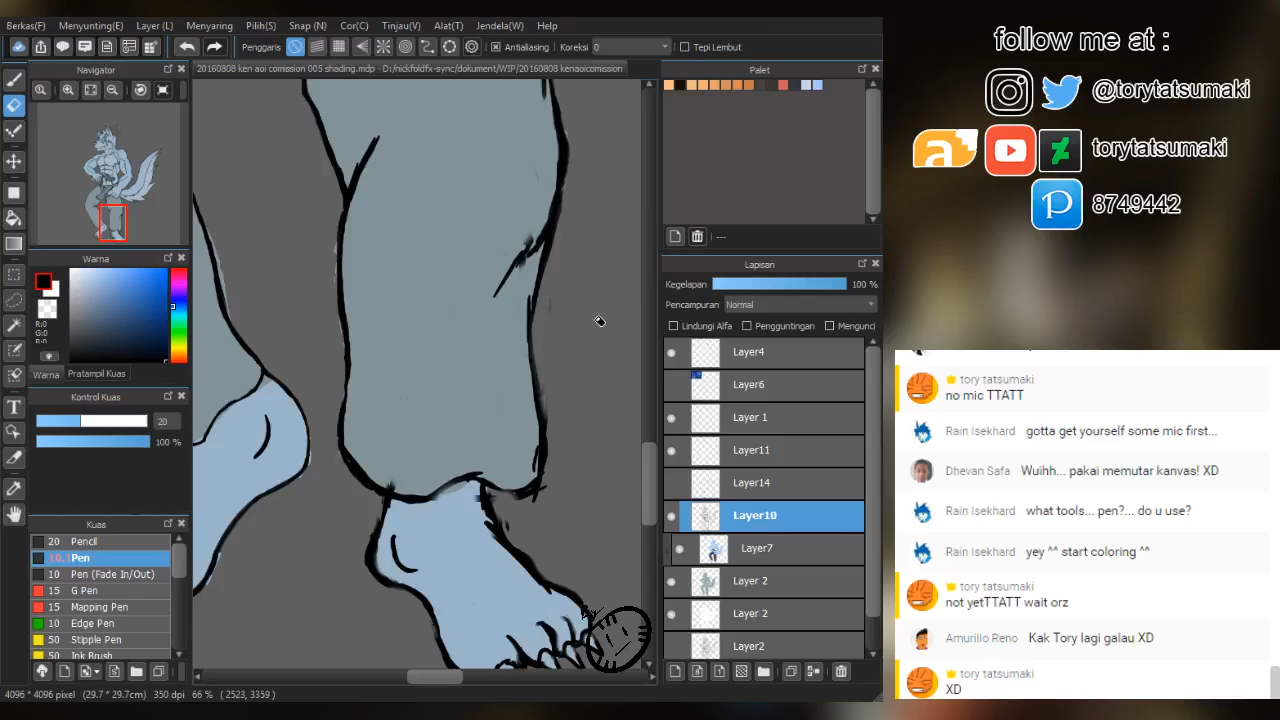 Berkas(F) Menyunting(E) Layer (L) Menyaring Pilih(S) Snap (N) Cor(C) Tinjau(V) Alat(T) Jendela(W) Help
Penggaris Antialiasing Koreksi 0 Tepi Lembut
Navigator
20160808 ken aoi comission 005 shading.mdp - D:/nickfoldfx-sync/dokument/WIP/20160808 kenaoicomission
Palet
---
Warna
R:0
G:0
B:0
Warna Pratampil Kuas
Kontrol Kuas
20
100 %
Kuas
20 Pencil
10.1 Pen
10 Pen (Fade In/Out)
15 G Pen
15 Mapping Pen
10 Edge Pen
50 Stipple Pen
50 Ink Brush
Lapisan
Kegelapan 100 %
Pencampuran Normal
Lindungi Alfa Pengguntingan Mengunci
Layer4
Layer6
Layer 1
Layer11
Layer14
Layer10
Layer7
Layer 2
Layer 2
Layer2
4096 * 4096 pixel (29.7 * 29.7cm) 350 dpi 66 % (2523,3359)
follow me at :
@torytatsumaki
torytatsumaki
8749442
tory tatsumaki
no mic TTATT
Rain Isekhard gotta get yourself some mic first...
Dhevan Safa Wuihh... pakai memutar kanvas! XD
Rain Isekhard what tools... pen?... do u use?
Rain Isekhard yey ^^ start coloring ^^
tory tatsumaki
not yetTTATT wait orz
Amurillo Reno Kak Tory lagi galau XD
tory tatsumaki
XD